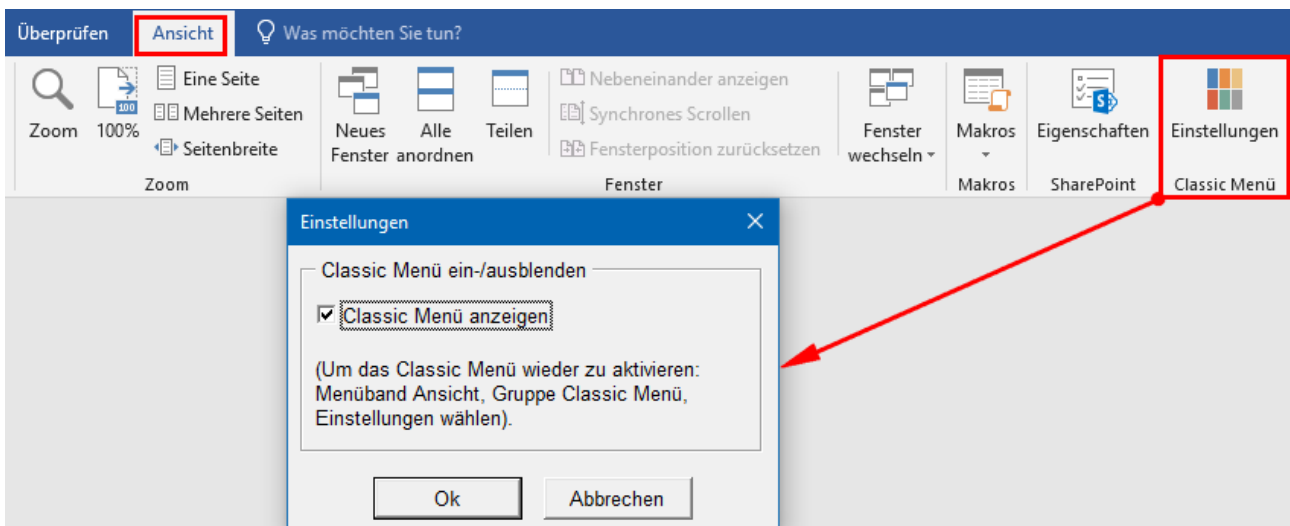 Überprüfen Ansicht Was möchten Sie tun?
Zoom
100
100%
Eine Seite
Mehrere Seiten
Seitenbreite
Zoom
Neues
Fenster
Alle
anordnen
Teilen
Nebeneinander anzeigen
Synchrones Scrollen
Fensterposition zurücksetzen
Fenster
wechseln
Fenster
Makros
Makros
S
Eigenschaften
SharePoint
Einstellungen
Classic Menü
Einstellungen
Classic Menü ein-/ausblenden
Classic Menü anzeigen
(Um das Classic Menü wieder zu aktivieren:
Menüband Ansicht, Gruppe Classic Menü,
Einstellungen wählen).
Ok Abbrechen